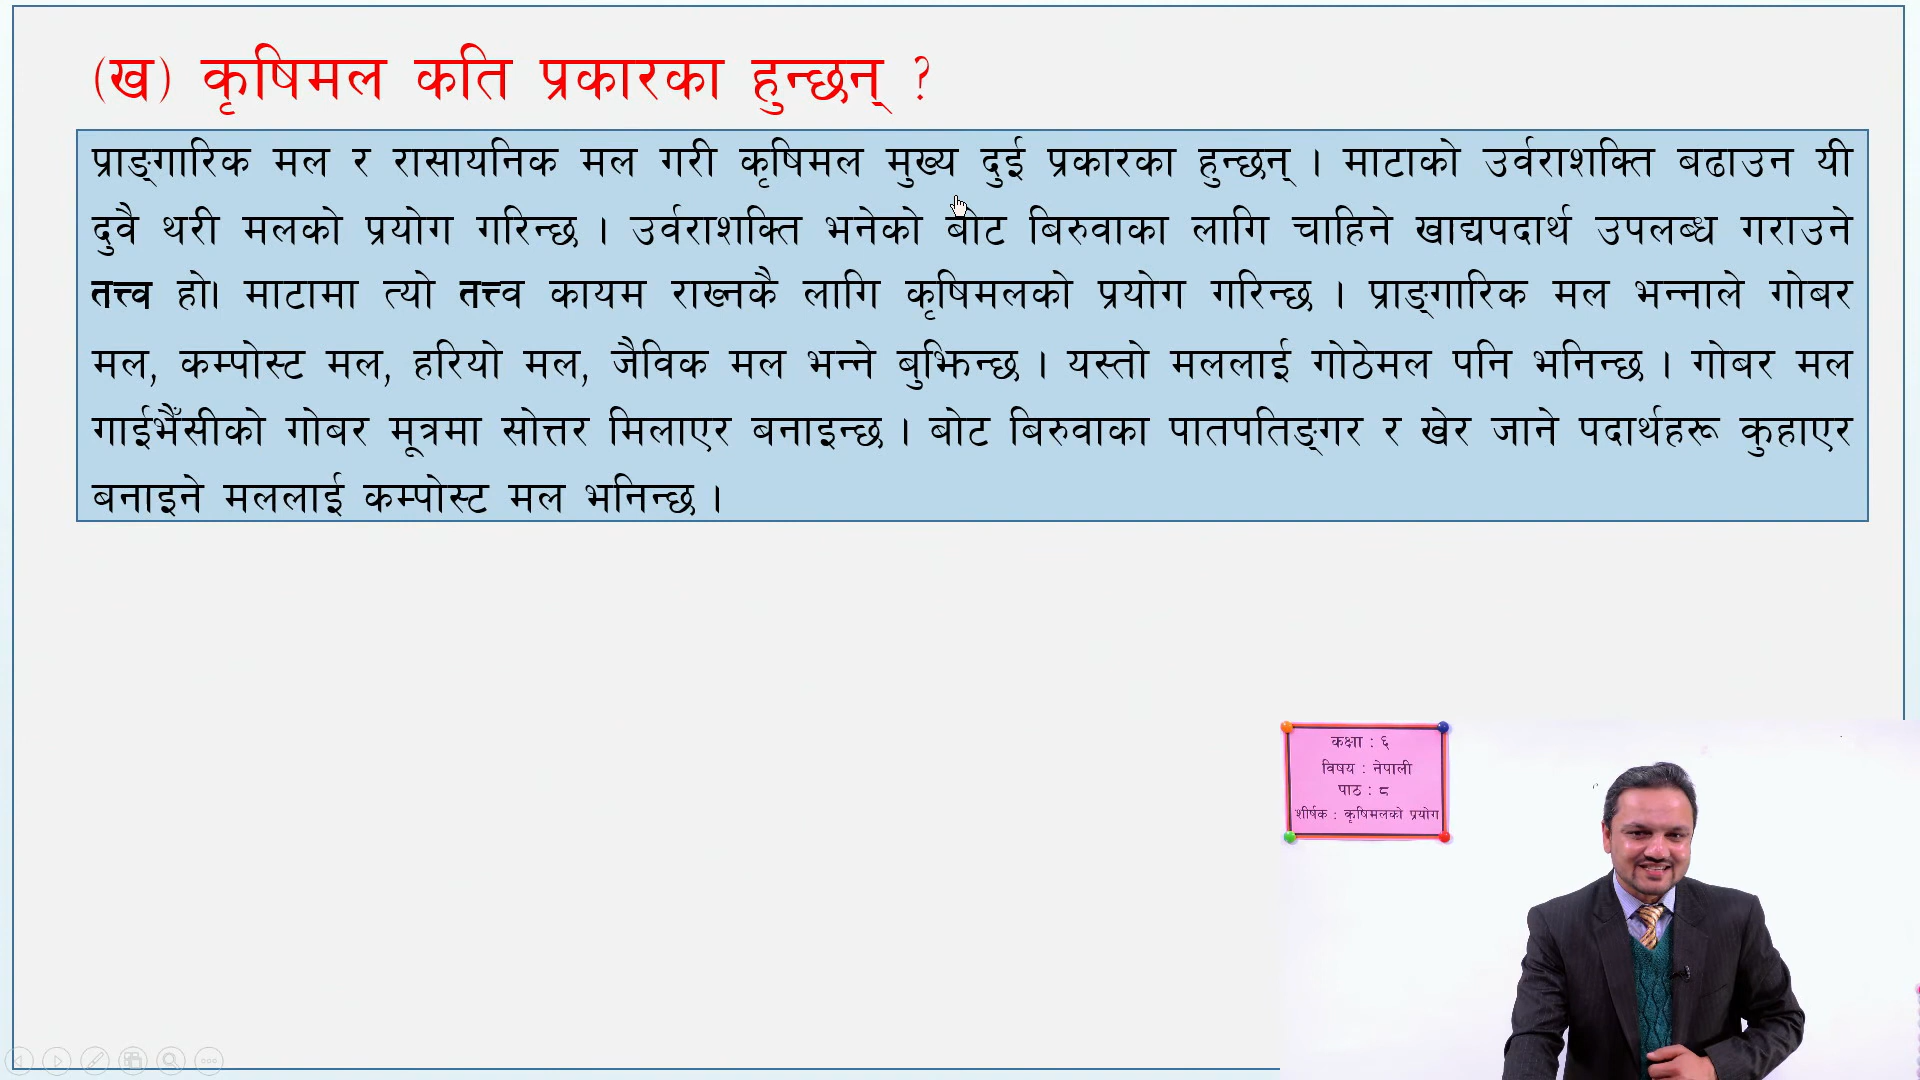 (ख) कृषिमल कति प्रकारका हुन्छन् ?
प्राङ्गारिक मल र रासायनिक मल गरी कृषिमल मुख्य दुई प्रकारका हुन्छन् । माटाको उर्वराशक्ति बढाउन यी
दुवै थरी मलको प्रयोग गरिन्छ । उर्वराशक्ति भनेको बोट बिरुवाका लागि चाहिने खाद्यपदार्थ उपलब्ध गराउने
तत्त्व हो। माटामा त्यो तत्त्व कायम राख्नकै लागि कृषिमलको प्रयोग गरिन्छ । प्राङ्गारिक मल भन्नाले गोबर
मल, कम्पोस्ट मल, हरियो मल, जैविक मल भन्ने बुझिन्छ । यस्तो मललाई गोठेमल पनि भनिन्छ । गोबर मल
गाईभैँसीको गोबर मूत्रमा सोत्तर मिलाएर बनाइन्छ । बोट बिरुवाका पातपतिङ्गर र खेर जाने पदार्थहरू कुहाएर
बनाइने मललाई कम्पोस्ट मल भनिन्छ ।
कक्षा : ६
विषय : नेपाली
पाठ : ८
शीर्षक : कृषिमलको प्रयोग